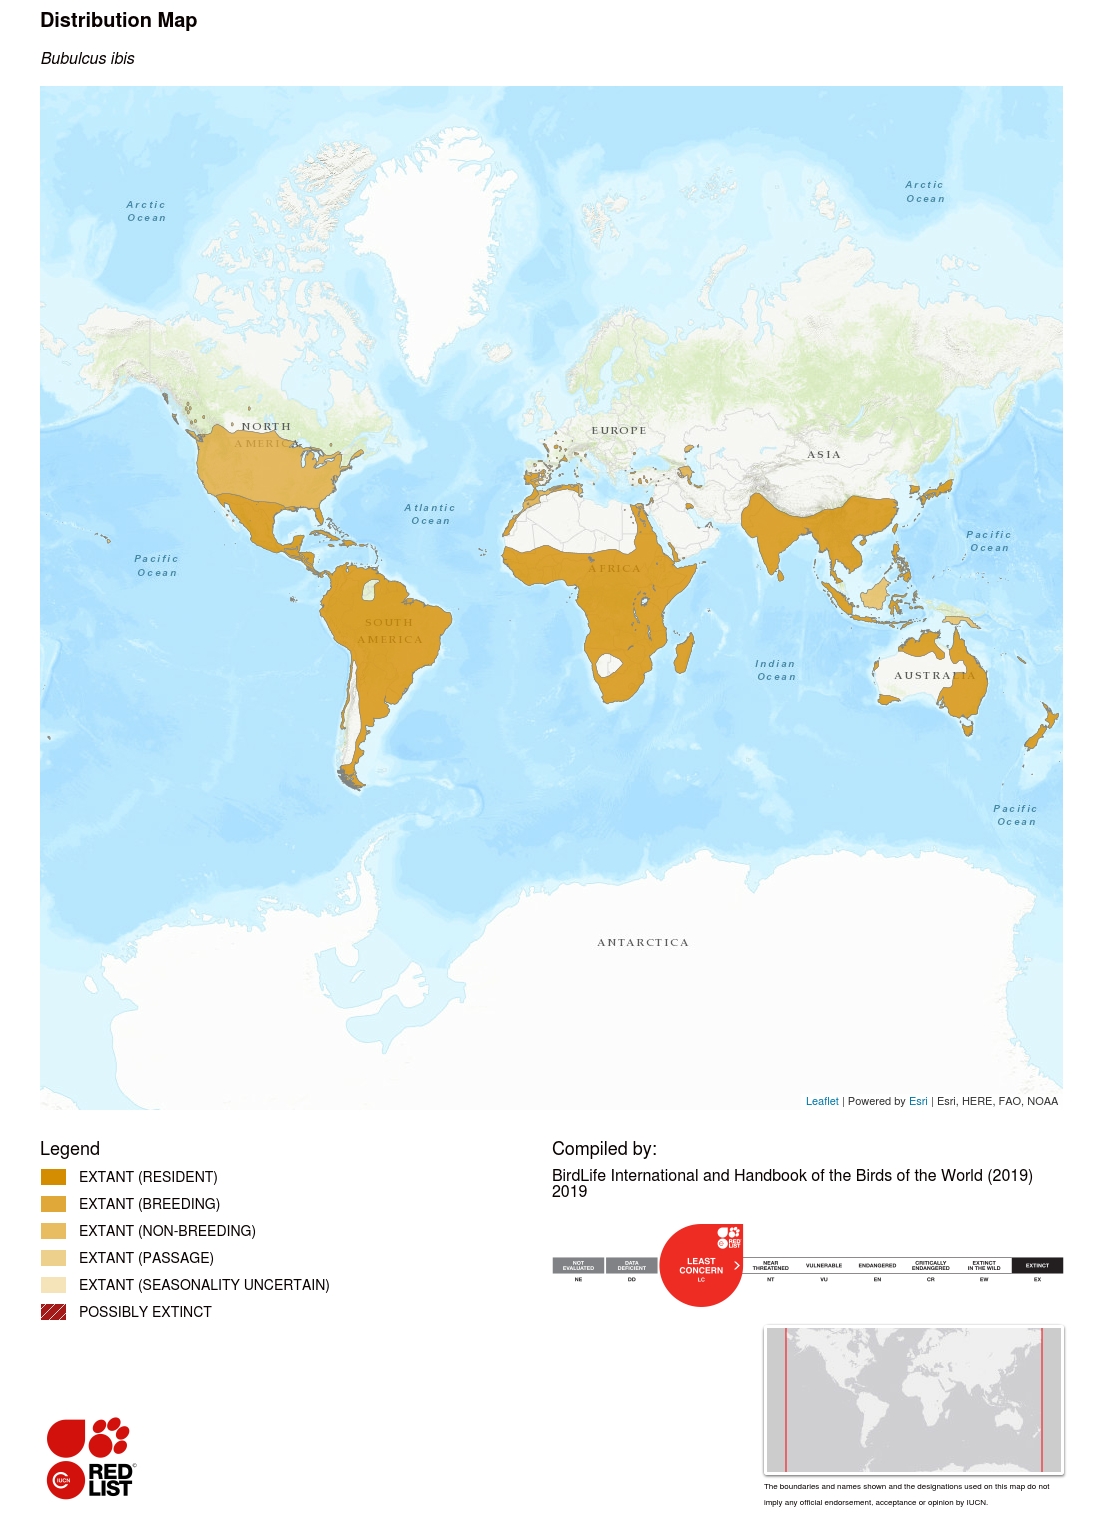 Distribution Map
Bubulcus ibis
Arctic
Ocean
Arctic
Ocean
NORTH
AMERICA
EUROPE
ASIA
Atlantic
Ocean
Pacific
Ocean
Pacific
Ocean
AFRICA
SOUTH
AMERICA
Indian
Ocean
AUSTRALIA
Pacific
Ocean
ANTARCTICA
Leaflet | Powered by Esri | Esri, HERE, FAO, NOAA
Legend
EXTANT (RESIDENT)
EXTANT (BREEDING)
EXTANT (NON-BREEDING)
EXTANT (PASSAGE)
EXTANT (SEASONALITY UNCERTAIN)
POSSIBLY EXTINCT
Compiled by:
BirdLife International and Handbook of the Birds of the World (2019)
2019
NOT EVALUATED
NE
DATA DEFICIENT
DD
RED LIST
LEAST CONCERN
LC
NEAR THREATENED
NT
VULNERABLE
VU
ENDANGERED
EN
CRITICALLY ENDANGERED
CR
EXTINCT IN THE WILD
EW
EXTINCT
EX
IUCN
RED
LIST
©
The boundaries and names shown and the designations used on this map do not
imply any official endorsement, acceptance or opinion by IUCN.